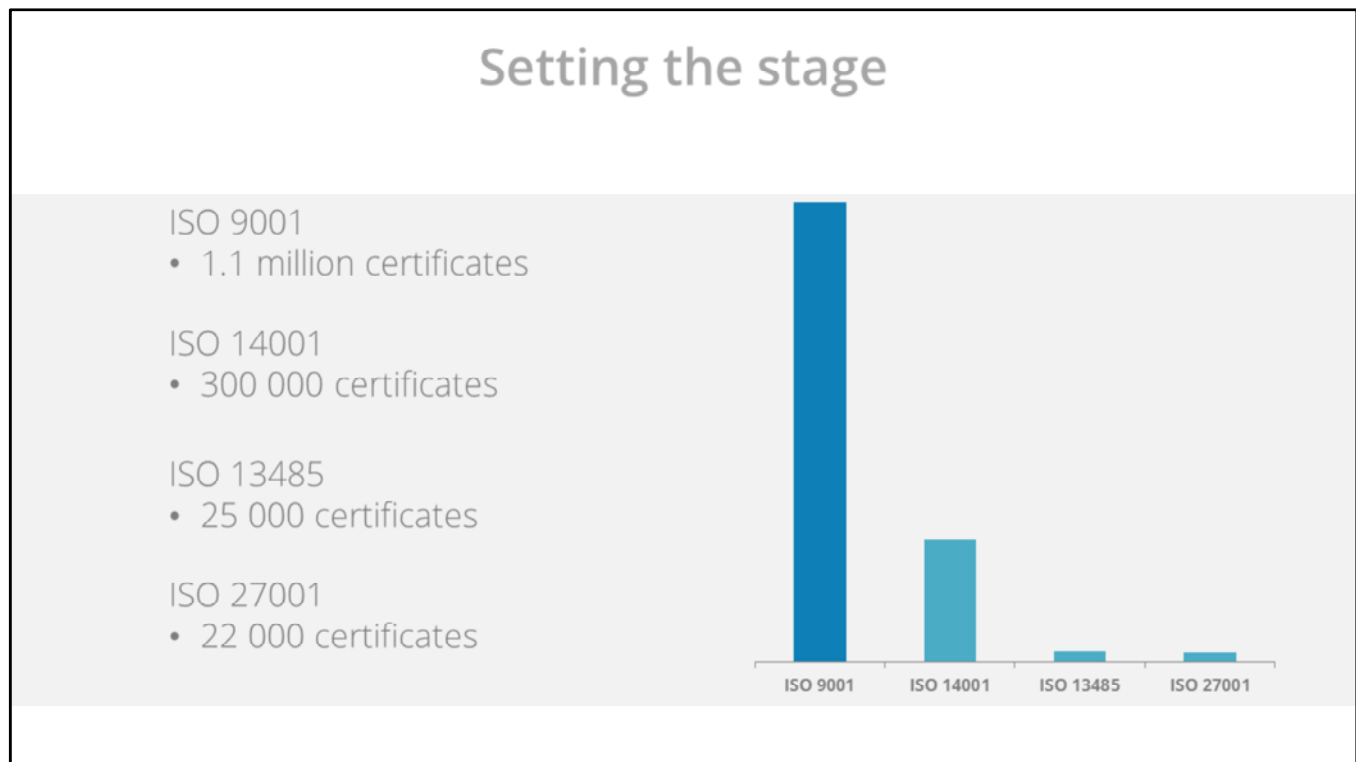 Setting the stage
ISO 9001
• 1.1 million certificates
ISO 14001
• 300 000 certificates
ISO 13485
• 25 000 certificates
ISO 27001
• 22 000 certificates
ISO 9001 ISO 14001 ISO 13485 ISO 27001